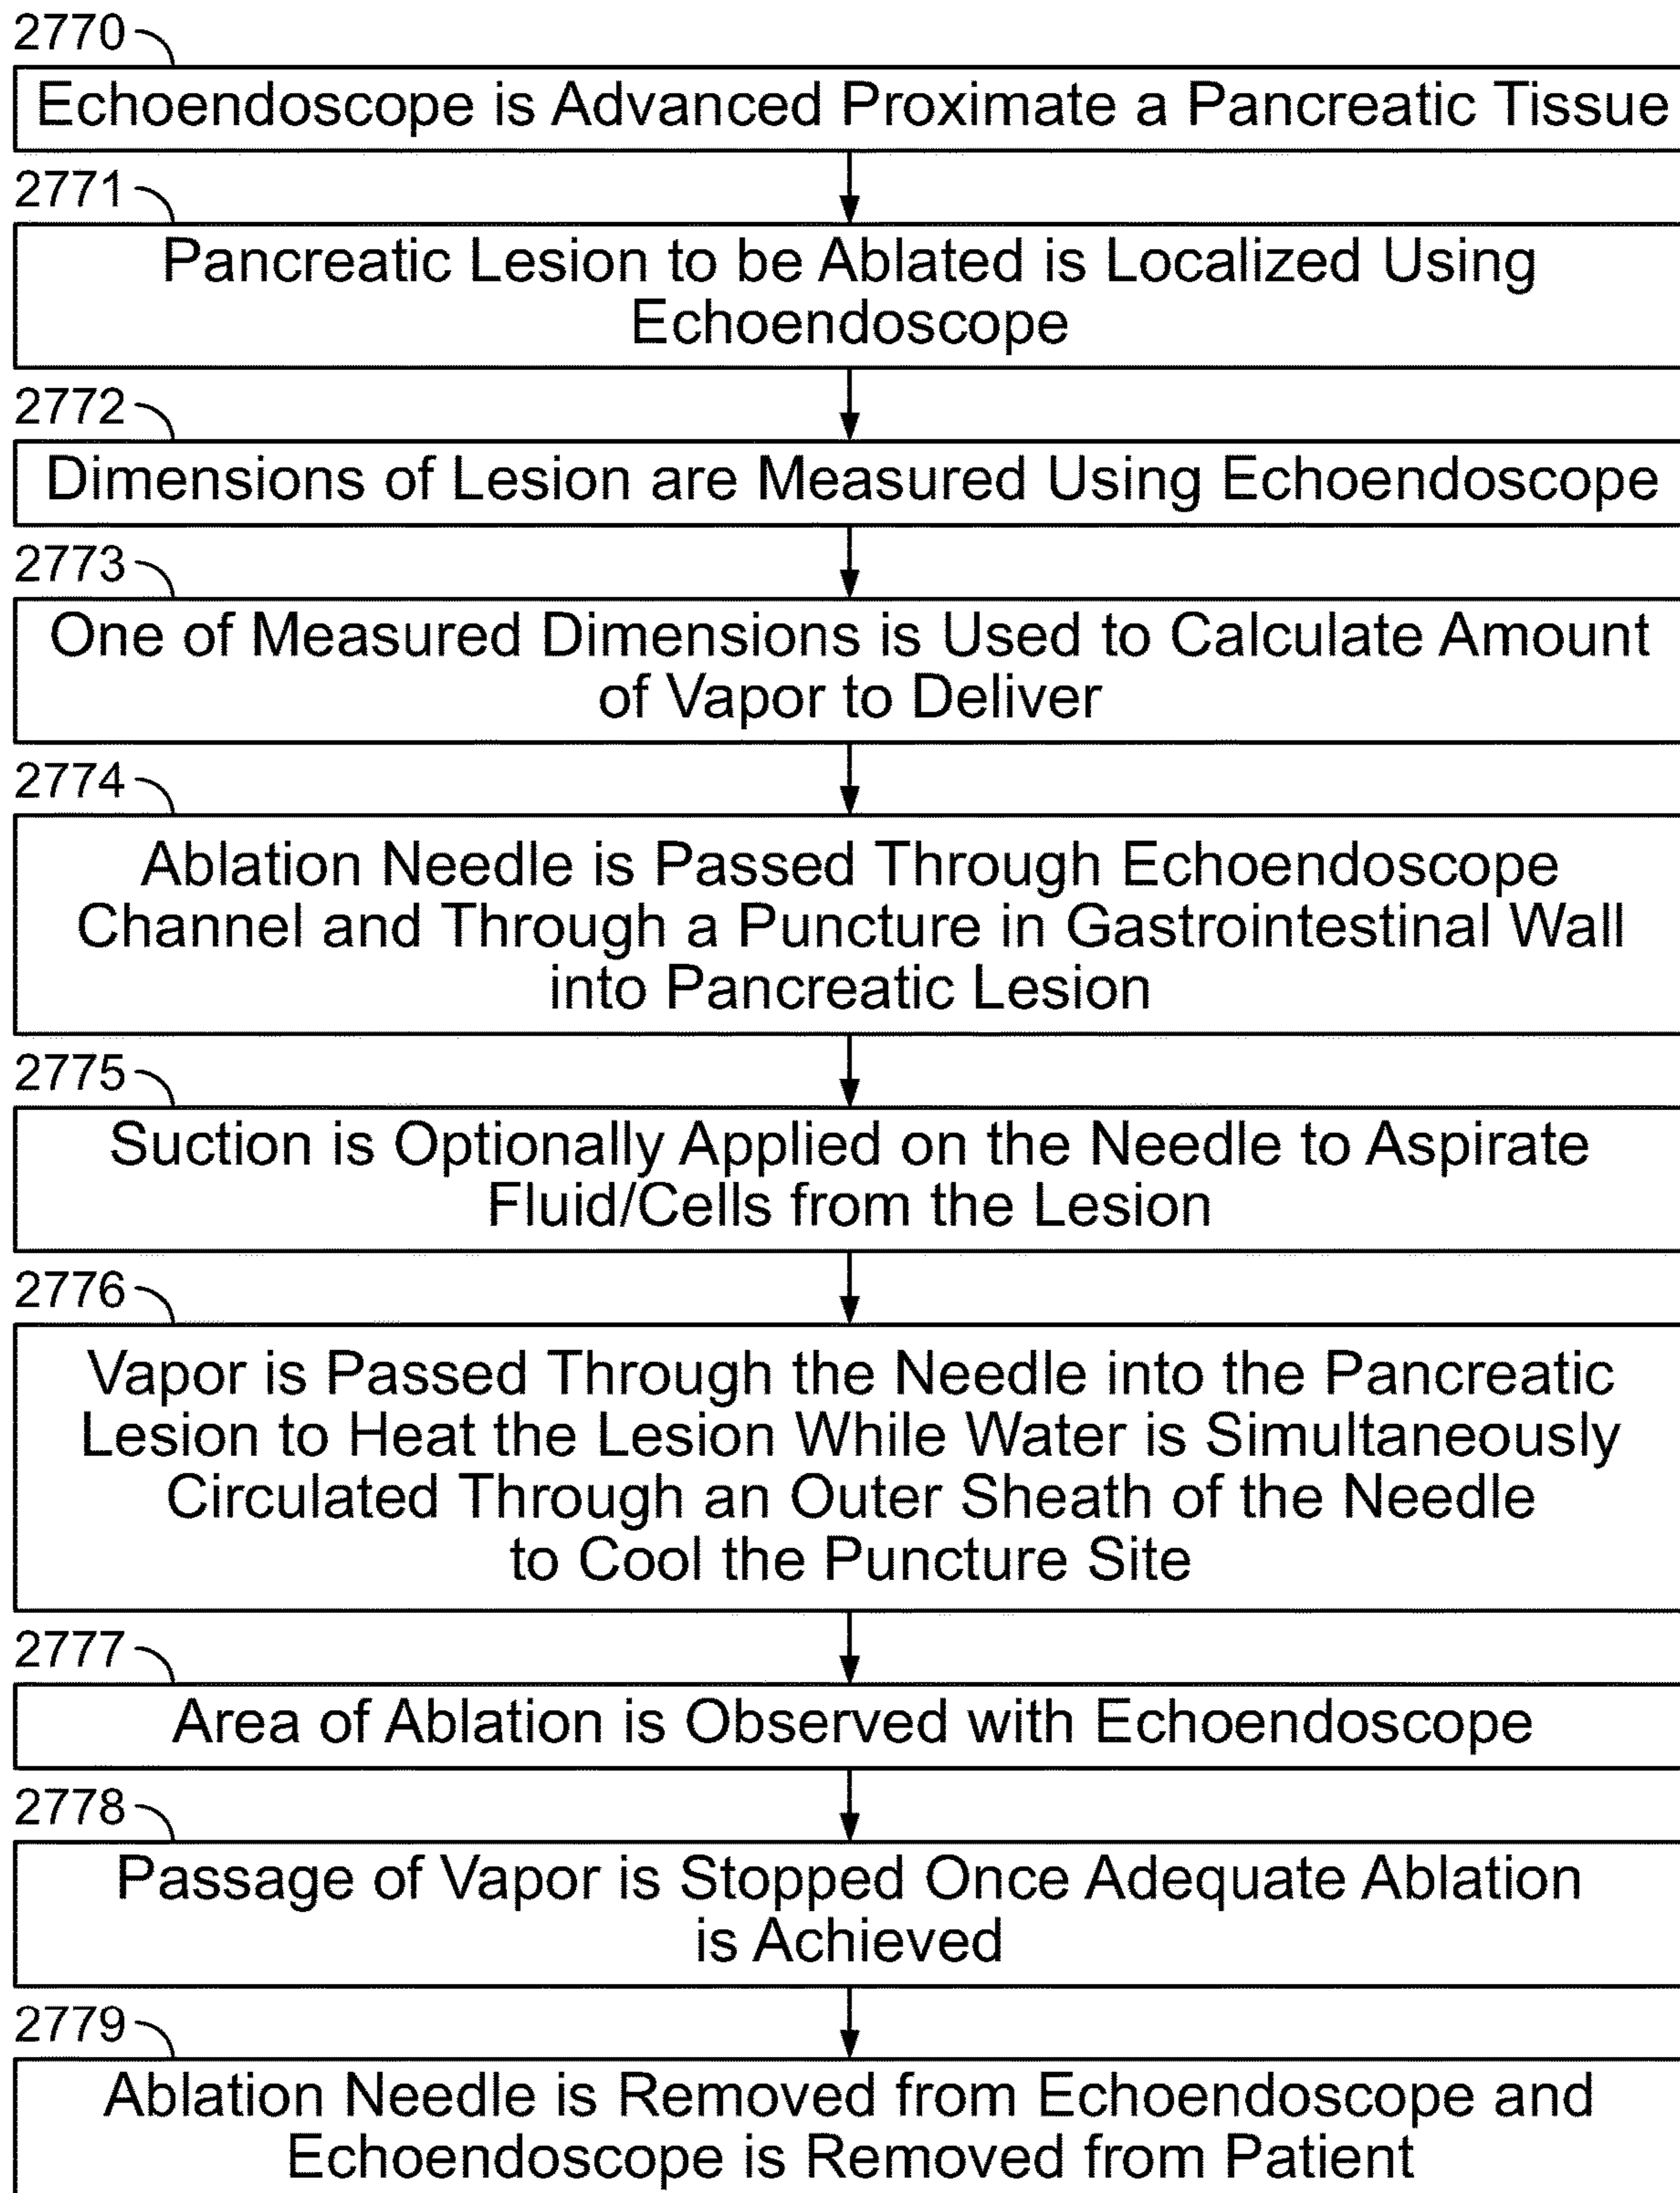 2770
Echoendoscope is Advanced Proximate a Pancreatic Tissue
2771
Pancreatic Lesion to be Ablated is Localized Using
Echoendoscope
2772
Dimensions of Lesion are Measured Using Echoendoscope
2773
One of Measured Dimensions is Used to Calculate Amount
of Vapor to Deliver
2774
Ablation Needle is Passed Through Echoendoscope
Channel and Through a Puncture in Gastrointestinal Wall
into Pancreatic Lesion
2775
Suction is Optionally Applied on the Needle to Aspirate
Fluid/Cells from the Lesion
2776
Vapor is Passed Through the Needle into the Pancreatic
Lesion to Heat the Lesion While Water is Simultaneously
Circulated Through an Outer Sheath of the Needle
to Cool the Puncture Site
2777
Area of Ablation is Observed with Echoendoscope
2778
Passage of Vapor is Stopped Once Adequate Ablation
is Achieved
2779
Ablation Needle is Removed from Echoendoscope and
Echoendoscope is Removed from Patient